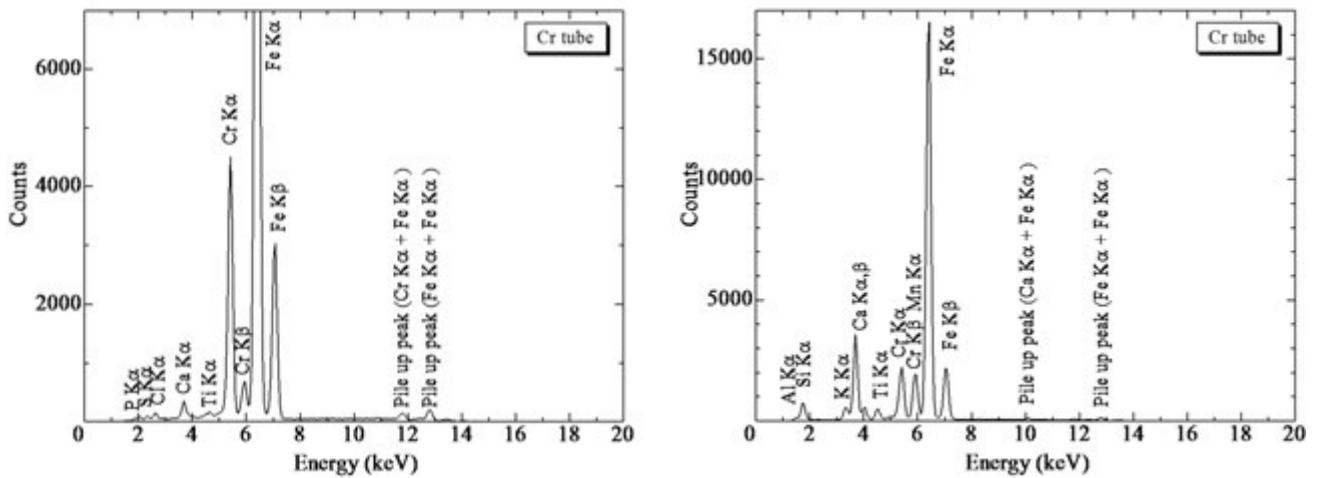 Cr tube
6000
4000
2000
Counts
P Kα
S Kα
Cl Kα
Ca Kα
Ti Kα
Cr Kα
Cr Kβ
Fe Kα
Fe Kβ
Pile up peak (Cr Kα + Fe Kα)
Pile up peak (Fe Kα + Fe Kα)
0 2 4 6 8 10 12 14 16 18 20
Energy (keV)
Cr tube
15000
10000
5000
Counts
Al Kα
Si Kα
K Kα
Ca Kα,β
Ti Kα
Cr Kα
Cr Kβ Mn Kα
Fe Kα
Fe Kβ
Pile up peak (Ca Kα + Fe Kα)
Pile up peak (Fe Kα + Fe Kα)
0 2 4 6 8 10 12 14 16 18 20
Energy (keV)